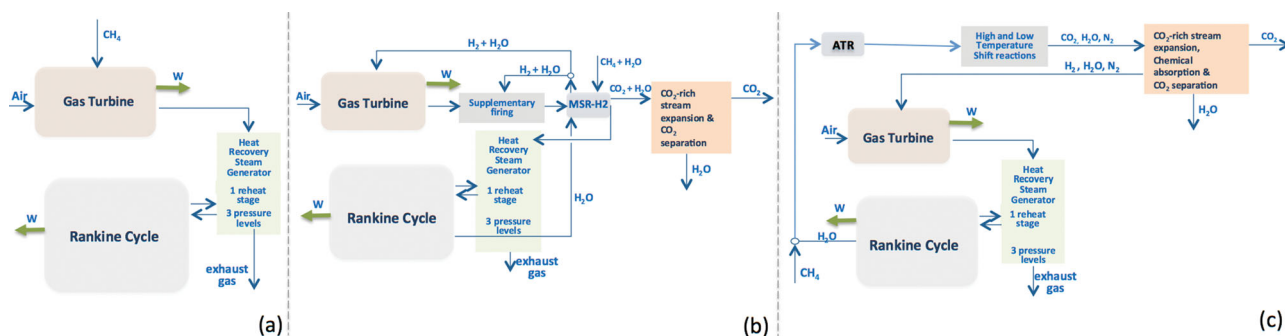 CH₄
W
Air
Gas Turbine
Heat
Recovery
Steam
Generator
1 reheat
stage
3 pressure
levels
W
Rankine Cycle
exhaust
gas
(a)
H₂ + H₂O
H₂ + H₂O
CH₄ + H₂O
W
Air
Gas Turbine
Supplementary
firing
MSR-H2
CO₂ + H₂O
CO₂-rich
stream
expansion &
CO₂
separation
CO₂
H₂O
Heat
Recovery
Steam
Generator
1 reheat
stage
3 pressure
levels
H₂O
W
Rankine Cycle
exhaust
gas
(b)
ATR
High and Low
Temperature
Shift reactions
CO₂, H₂O, N₂
CO₂-rich stream
expansion,
Chemical
absorption &
CO₂ separation
CO₂
H₂ , H₂O, N₂
H₂O
W
Air
Gas Turbine
Heat
Recovery
Steam
Generator
1 reheat
stage
3 pressure
levels
W
H₂O
Rankine Cycle
CH₄
exhaust
gas
(c)